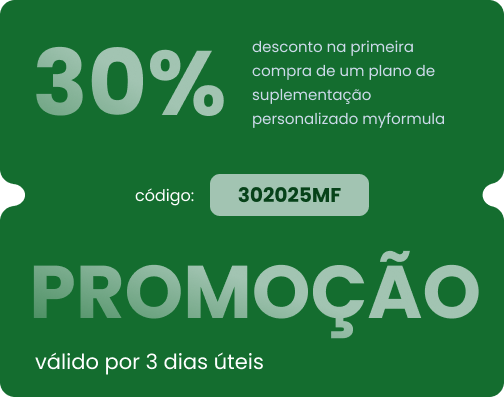 30%
desconto na primeira
compra de um plano de
suplementação
personalizado myformula
código: 302025MF
PROMOÇÃO
válido por 3 dias úteis